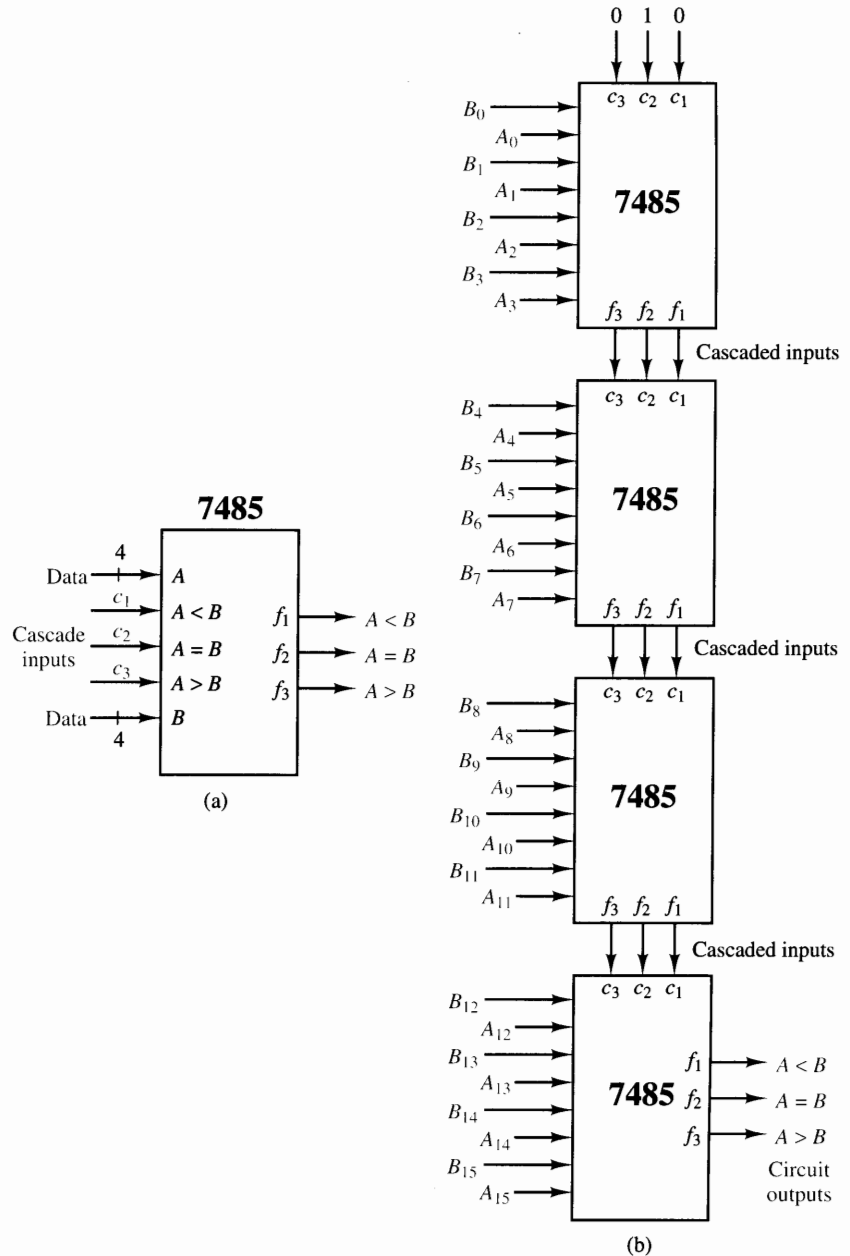 0 1 0
c₃ c₂ c₁
B₀
A₀
B₁
A₁
7485
B₂
A₂
B₃
A₃
f₃ f₂ f₁
Cascaded inputs
c₃ c₂ c₁
B₄
A₄
B₅
A₅
7485
B₆
A₆
B₇
A₇
f₃ f₂ f₁
Cascaded inputs
7485
4
Data
A
c₁
A < B
f₁
A < B
Cascade
inputs
c₂
A = B
f₂
A = B
c₃
A > B
f₃
A > B
Data
B
4
(a)
c₃ c₂ c₁
B₈
A₈
B₉
A₉
7485
B₁₀
A₁₀
B₁₁
A₁₁
f₃ f₂ f₁
Cascaded inputs
c₃ c₂ c₁
B₁₂
A₁₂
B₁₃
A₁₃
7485
B₁₄
A₁₄
B₁₅
A₁₅
f₁
A < B
f₂
A = B
f₃
A > B
Circuit
outputs
(b)